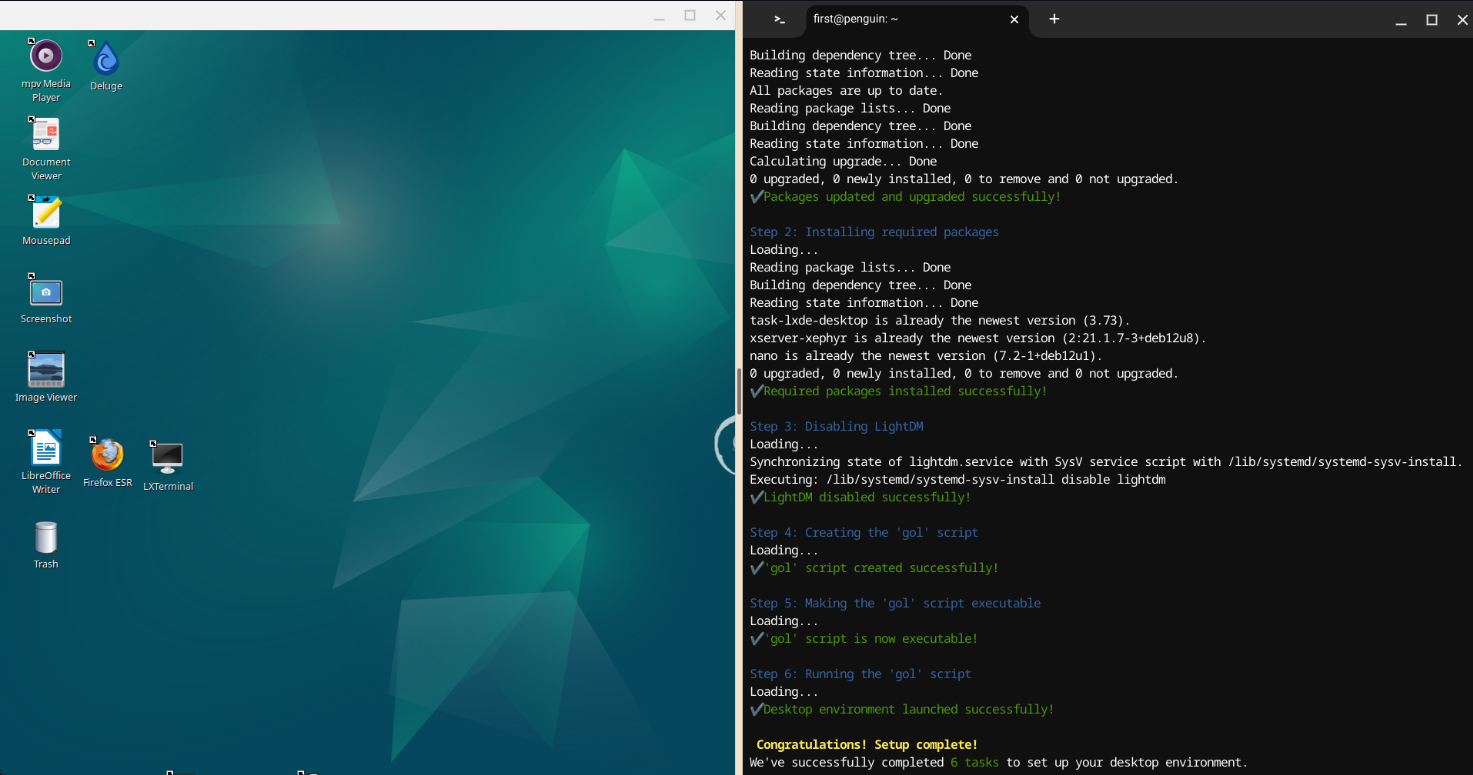 mpv Media
Player
Deluge
Document
Viewer
Mousepad
Screenshot
Image Viewer
LibreOffice
Writer
Firefox ESR
LXTerminal
Trash
>_
first@penguin: ~
Building dependency tree... Done
Reading state information... Done
All packages are up to date.
Reading package lists... Done
Building dependency tree... Done
Reading state information... Done
Calculating upgrade... Done
0 upgraded, 0 newly installed, 0 to remove and 0 not upgraded.
✔Packages updated and upgraded successfully!
Step 2: Installing required packages
Loading...
Reading package lists... Done
Building dependency tree... Done
Reading state information... Done
task-lxde-desktop is already the newest version (3.73).
xserver-xephyr is already the newest version (2:21.1.7-3+deb12u8).
nano is already the newest version (7.2-1+deb12u1).
0 upgraded, 0 newly installed, 0 to remove and 0 not upgraded.
✔Required packages installed successfully!
Step 3: Disabling LightDM
Loading...
Synchronizing state of lightdm.service with SysV service script with /lib/systemd/systemd-sysv-install.
Executing: /lib/systemd/systemd-sysv-install disable lightdm
✔LightDM disabled successfully!
Step 4: Creating the 'gol' script
Loading...
✔'gol' script created successfully!
Step 5: Making the 'gol' script executable
Loading...
✔'gol' script is now executable!
Step 6: Running the 'gol' script
Loading...
✔Desktop environment launched successfully!
Congratulations! Setup complete!
We've successfully completed 6 tasks to set up your desktop environment.